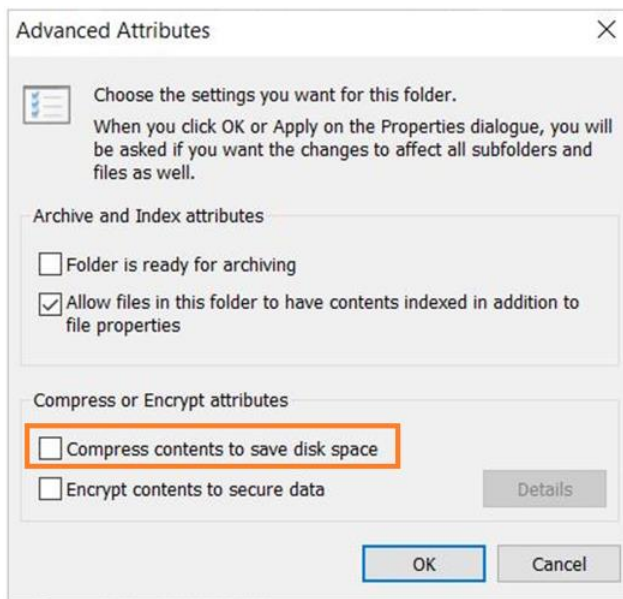 Advanced Attributes
Choose the settings you want for this folder.
When you click OK or Apply on the Properties dialogue, you will
be asked if you want the changes to affect all subfolders and
files as well.
Archive and Index attributes
Folder is ready for archiving
Allow files in this folder to have contents indexed in addition to
file properties
Compress or Encrypt attributes
Compress contents to save disk space
Encrypt contents to secure data
Details
OK
Cancel